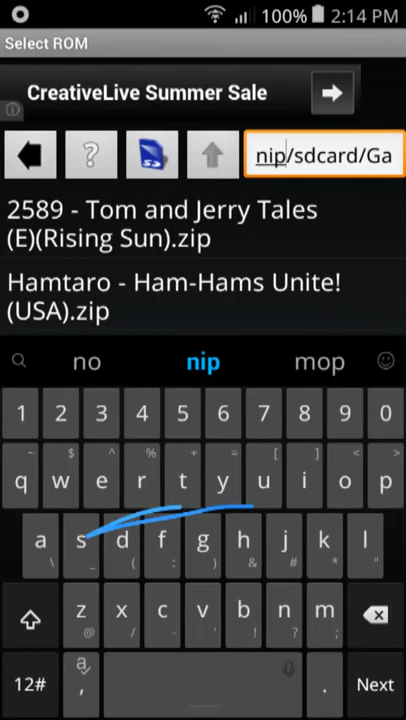 100% 2:14 PM
Select ROM
CreativeLive Summer Sale
? SD nip/sdcard/Ga
2589 - Tom and Jerry Tales
(E)(Rising Sun).zip
Hamtaro - Ham-Hams Unite!
(USA).zip
no nip mop
1 2 3 4 5 6 7 8 9 0
~ $ ^ % + = [ ] < >
q w e r t y u i o p
a s d f g h j k l
\ _ ( : ) & # * "
z x c v b n m
@ / - ' ! ? ;
12# a , . Next